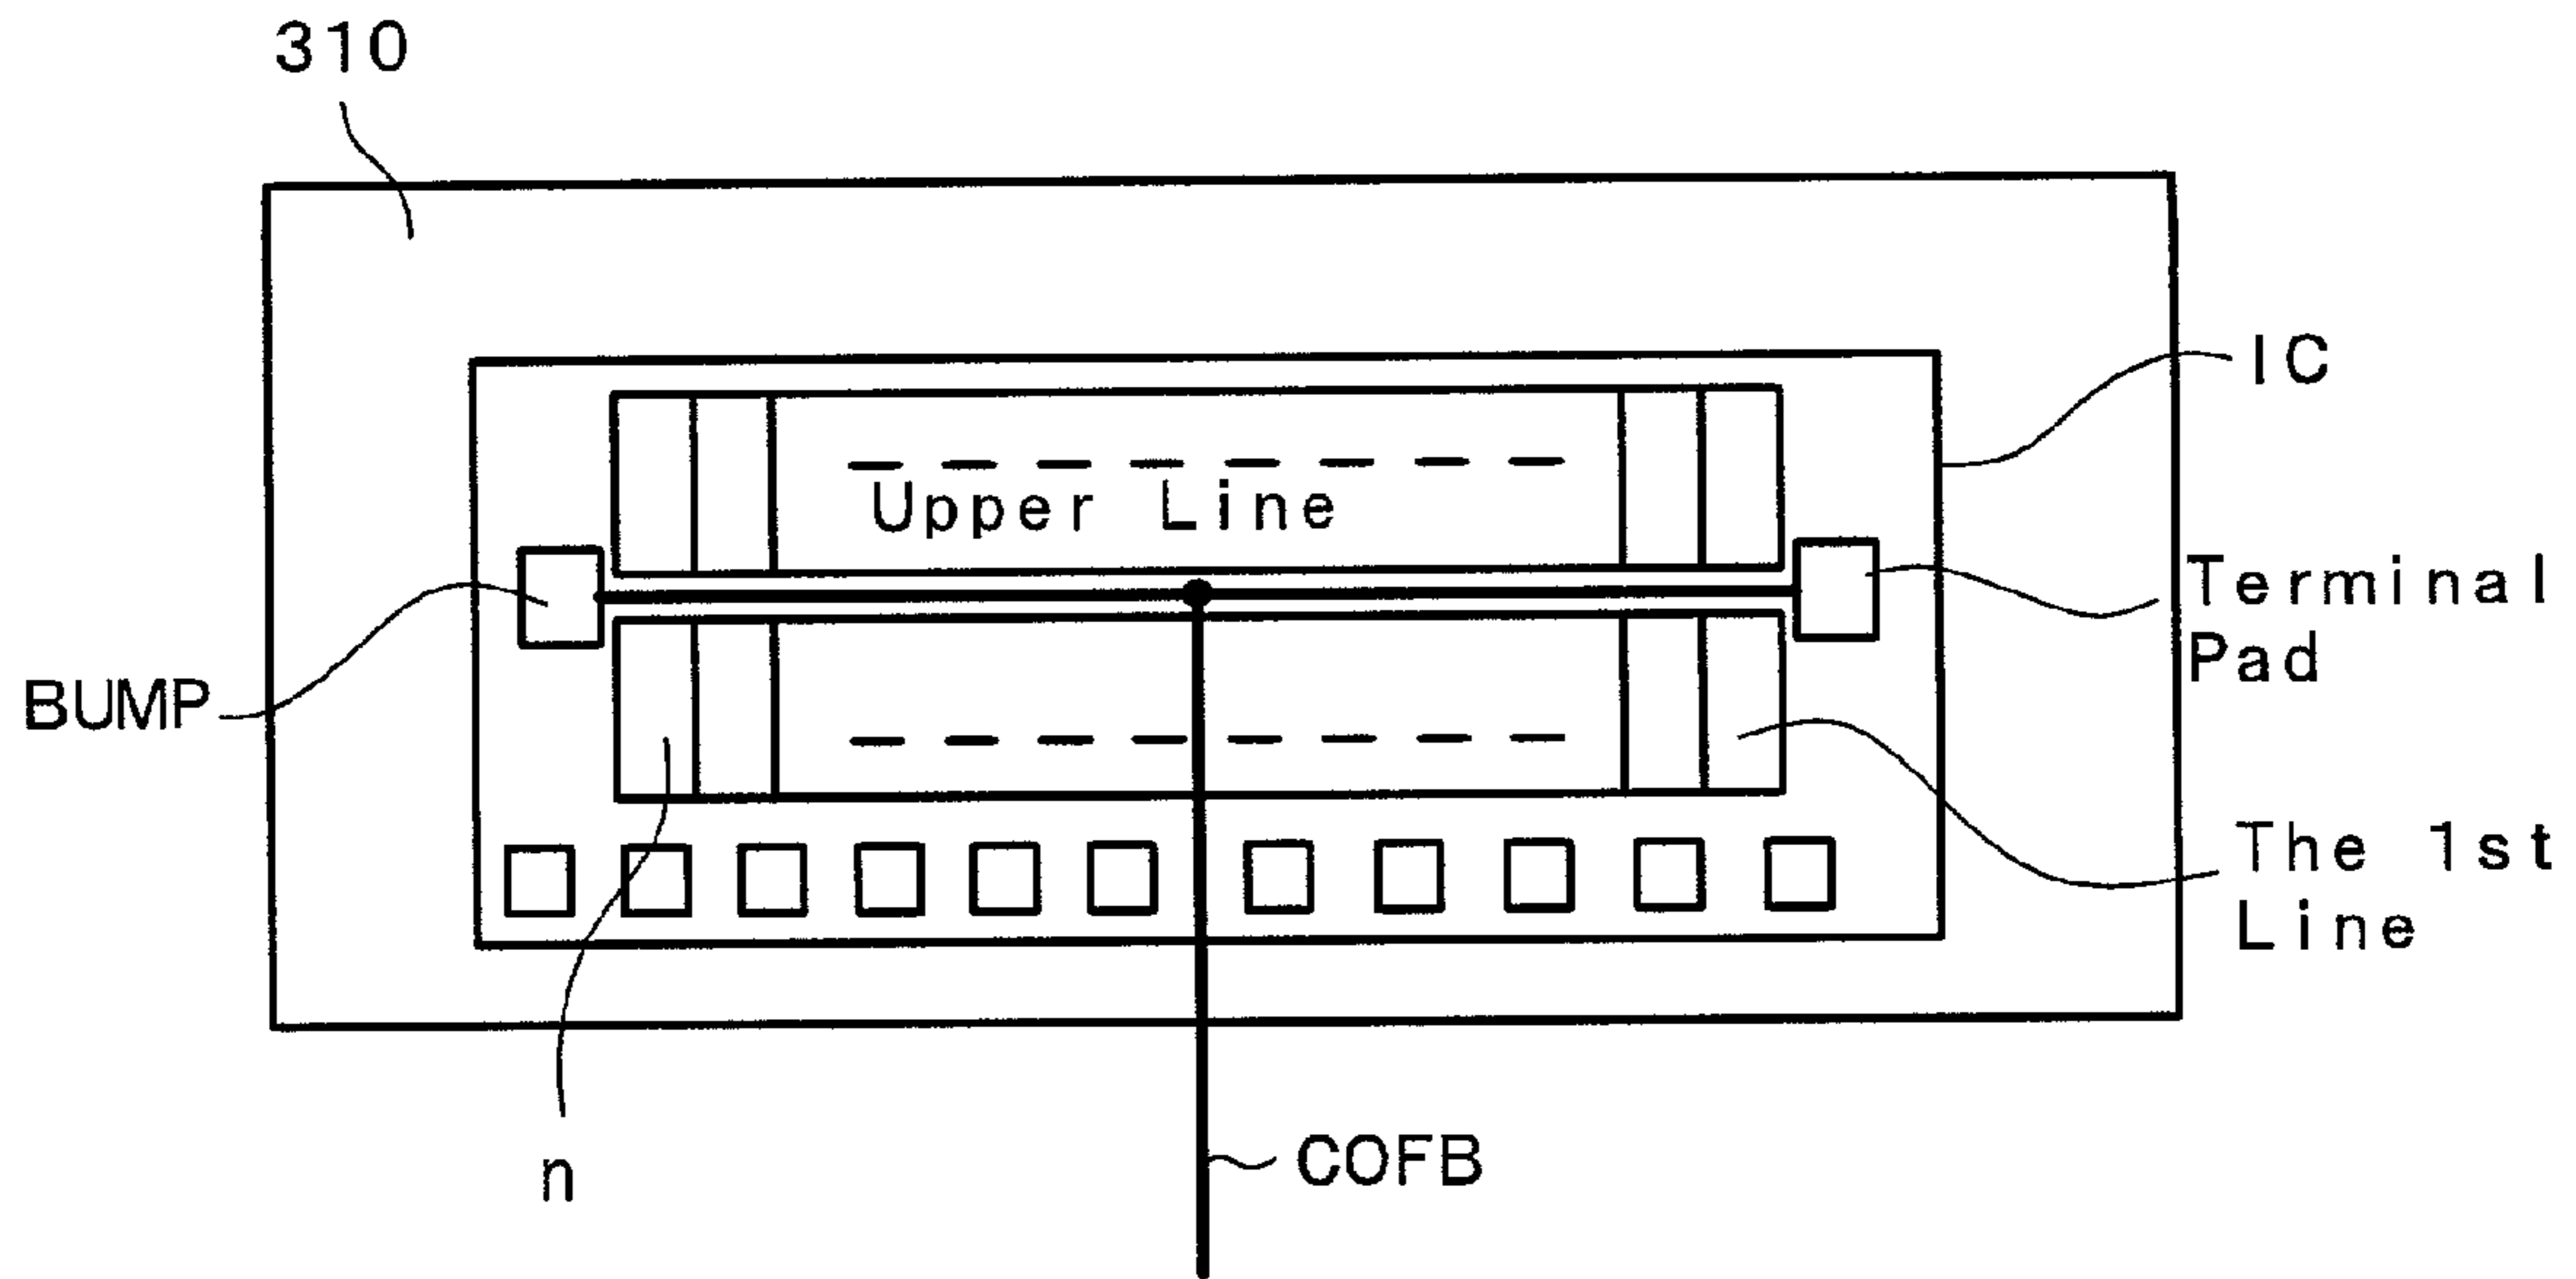 310
IC
Upper Line
Terminal
Pad
BUMP
The 1st
Line
COFB
n